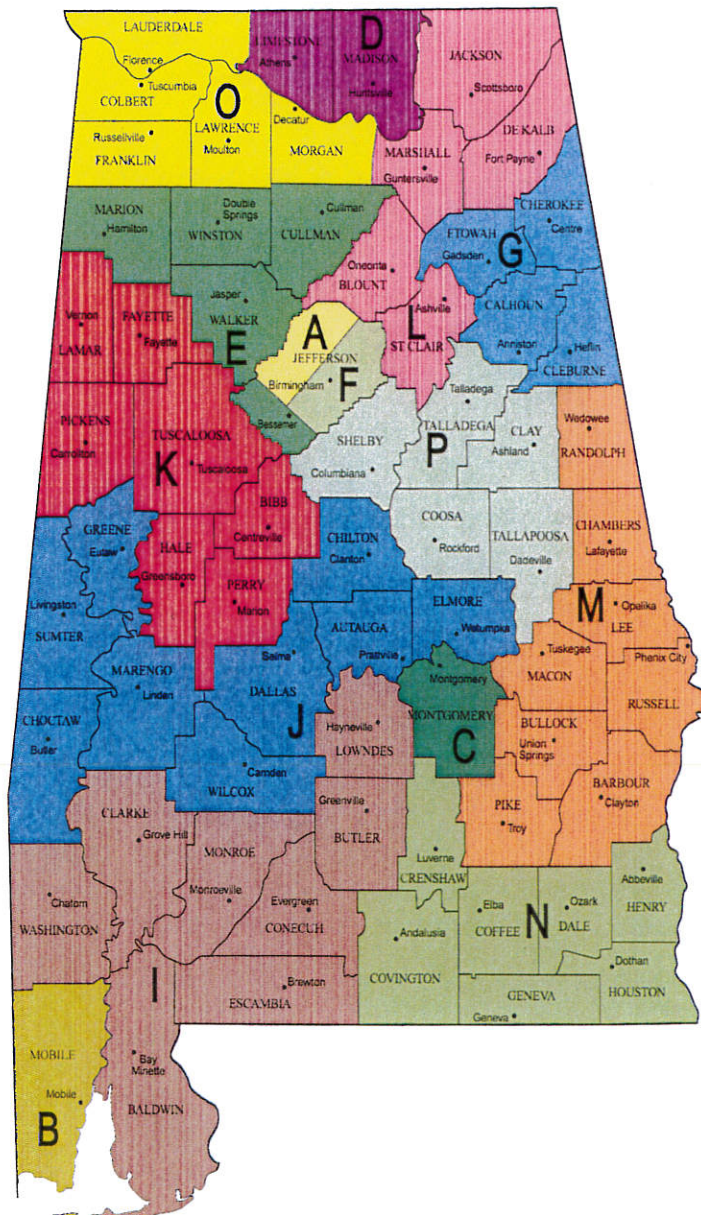 LAUDERDALE
Florence
Tuscumbia
COLBERT
O
LAWRENCE
Moulton
Russellville
FRANKLIN
Decatur
MORGAN
LIMESTONE
Athens
D
MADISON
Huntsville
JACKSON
Scottsboro
DE KALB
Fort Payne
MARSHALL
Guntersville
MARION
Hamilton
Double
Springs
WINSTON
Cullman
CULLMAN
CHEROKEE
Centre
ETOWAH
Gadsden
G
Oneonta
BLOUNT
Vernon
LAMAR
FAYETTE
Fayette
Jasper
WALKER
E
A
JEFFERSON
Birmingham
F
Bessemer
Ashville
L
ST CLAIR
CALHOUN
Anniston
Heflin
CLEBURNE
PICKENS
Carrollton
TUSCALOOSA
K
Tuscaloosa
SHELBY
Columbiana
Talladega
TALLADEGA
P
CLAY
Ashland
Wedowee
RANDOLPH
BIBB
Centreville
GREENE
Eutaw
HALE
Greensboro
PERRY
Marion
CHILTON
Clanton
COOSA
Rockford
TALLAPOOSA
Dadeville
CHAMBERS
Lafayette
Livingston
SUMTER
MARENGO
Linden
Selma
DALLAS
J
AUTAUGA
Prattville
ELMORE
Watumpka
M
Opalika
LEE
Phenix City
Tuskegee
MACON
RUSSELL
CHOCTAW
Butler
Camden
WILCOX
Hayneville
LOWNDES
Montgomery
MONTGOMERY
C
BULLOCK
Union
Springs
BARBOUR
Clayton
PIKE
Troy
CLARKE
Grove Hill
MONROE
Monroeville
Greenville
BUTLER
Luverne
CRENSHAW
Chatom
WASHINGTON
Evergreen
CONECUH
Andalusia
COVINGTON
Elba
COFFEE
N
Ozark
DALE
Abbeville
HENRY
Dothan
HOUSTON
I
Brewton
ESCAMBIA
GENEVA
Geneva
MOBILE
Mobile
B
Bay
Minette
BALDWIN